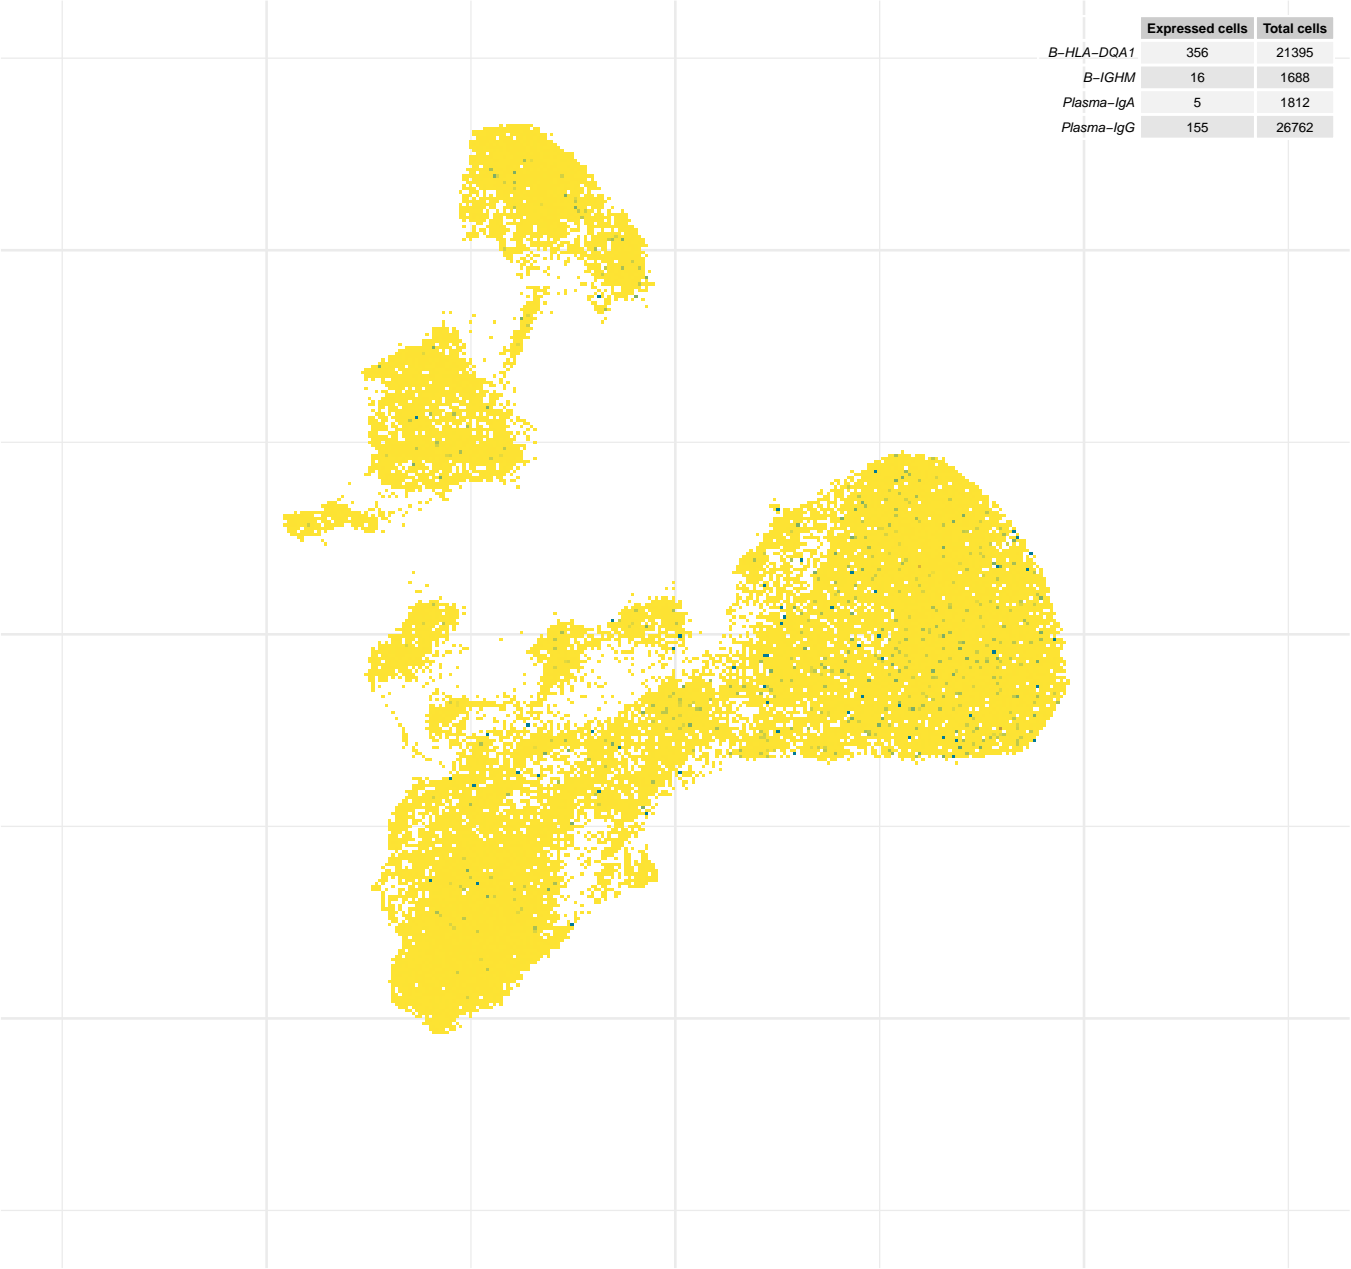 Expressed cells Total cells
B−HLA−DQA1 356 21395
B−IGHM 16 1688
Plasma−IgA 5 1812
Plasma−IgG 155 26762